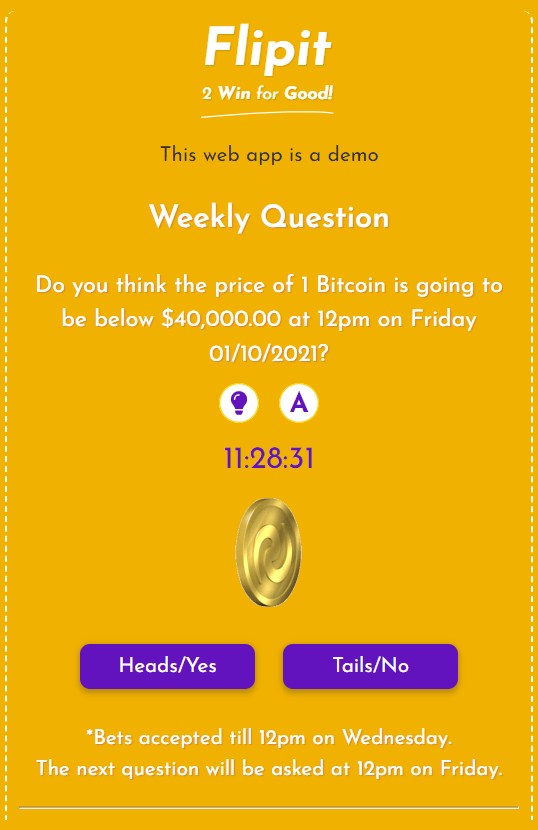 Flipit
2 Win for Good!
This web app is a demo
Weekly Question
Do you think the price of 1 Bitcoin is going to
be below $40,000.00 at 12pm on Friday
01/10/2021?
A
11:28:31
Heads/Yes Tails/No
*Bets accepted till 12pm on Wednesday.
The next question will be asked at 12pm on Friday.